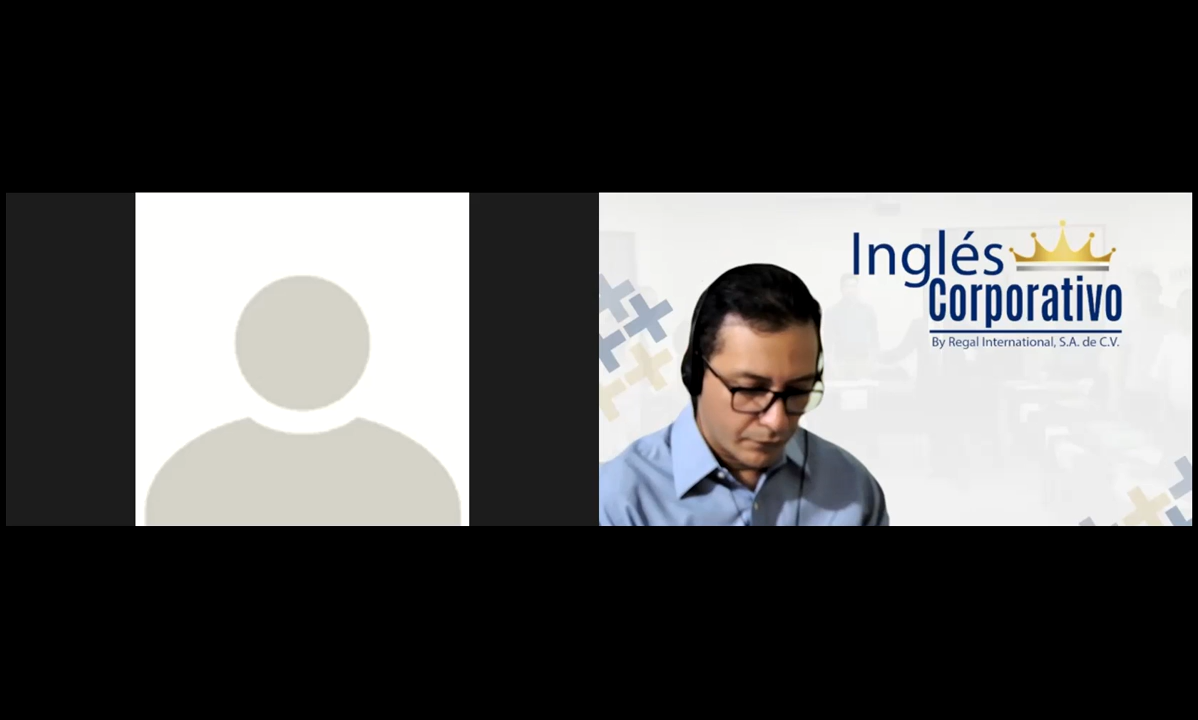 Inglés
Corporativo
By Regal International, S.A. de C.V.